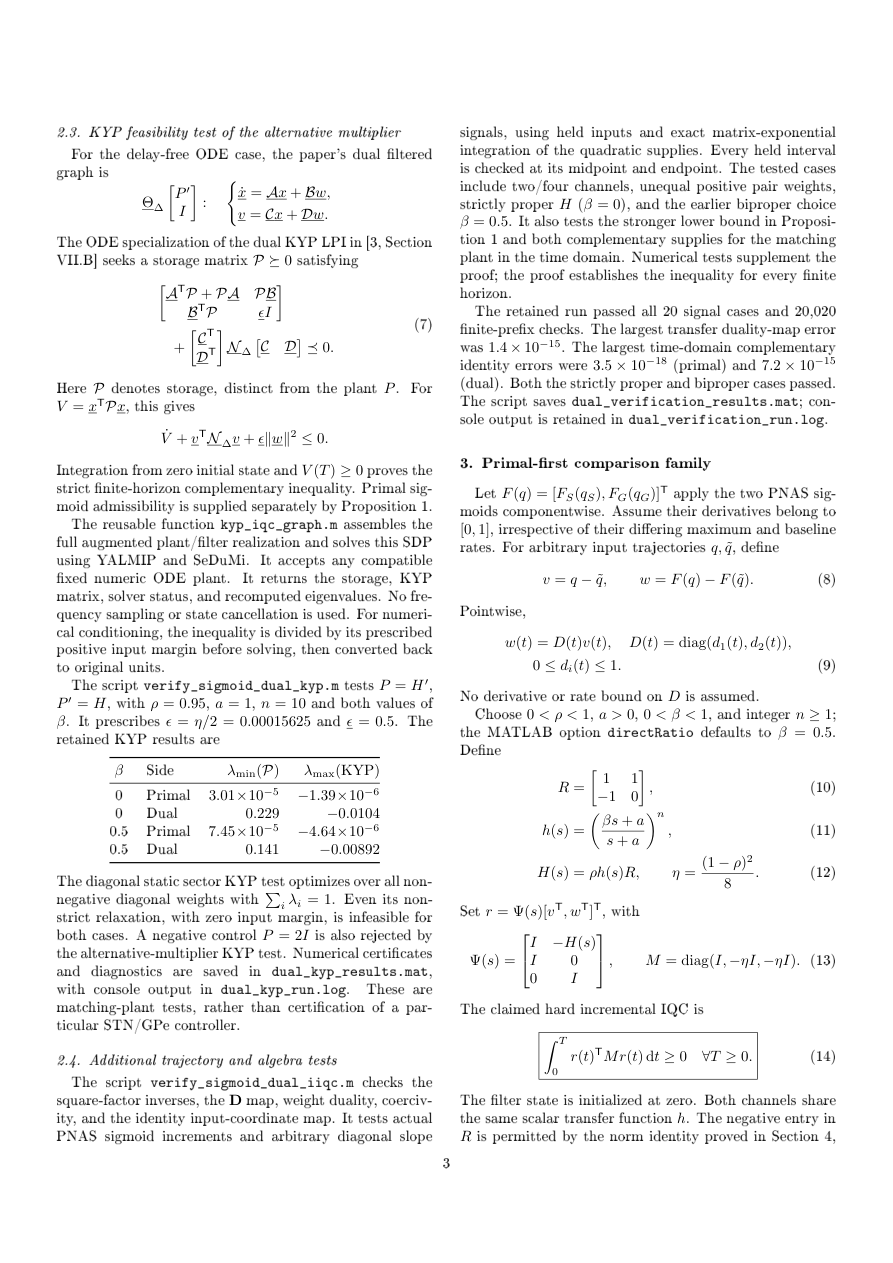 2.3. KYP feasibility test of the alternative multiplier
For the delay-free ODE case, the paper's dual filtered
graph is
Θ_Δ [P′; I] : { ẋ = 𝒜x + ℬw,
v = 𝒞x + 𝒟w.
The ODE specialization of the dual KYP LPI in [3, Section
VII.B] seeks a storage matrix 𝒫 ⪰ 0 satisfying
[𝒜ᵀ𝒫 + 𝒫𝒜 𝒫ℬ; ℬᵀ𝒫 ϵI]
+ [𝒞ᵀ; 𝒟ᵀ] 𝒩_Δ [𝒞 𝒟] ⪯ 0. (7)
Here 𝒫 denotes storage, distinct from the plant P. For
V = xᵀ𝒫x, this gives
V̇ + vᵀ𝒩_Δv + ϵ‖w‖² ≤ 0.
Integration from zero initial state and V(T) ≥ 0 proves the
strict finite-horizon complementary inequality. Primal sig-
moid admissibility is supplied separately by Proposition 1.
The reusable function kyp_iqc_graph.m assembles the
full augmented plant/filter realization and solves this SDP
using YALMIP and SeDuMi. It accepts any compatible
fixed numeric ODE plant. It returns the storage, KYP
matrix, solver status, and recomputed eigenvalues. No fre-
quency sampling or state cancellation is used. For numeri-
cal conditioning, the inequality is divided by its prescribed
positive input margin before solving, then converted back
to original units.
The script verify_sigmoid_dual_kyp.m tests P = H′,
P′ = H, with ρ = 0.95, a = 1, n = 10 and both values of
β. It prescribes ϵ = η/2 = 0.00015625 and ϵ = 0.5. The
retained KYP results are
β Side λmin(𝒫) λmax(KYP)
0 Primal 3.01×10⁻⁵ −1.39×10⁻⁶
0 Dual 0.229 −0.0104
0.5 Primal 7.45×10⁻⁵ −4.64×10⁻⁶
0.5 Dual 0.141 −0.00892
The diagonal static sector KYP test optimizes over all non-
negative diagonal weights with ∑ᵢ λᵢ = 1. Even its non-
strict relaxation, with zero input margin, is infeasible for
both cases. A negative control P = 2I is also rejected by
the alternative-multiplier KYP test. Numerical certificates
and diagnostics are saved in dual_kyp_results.mat,
with console output in dual_kyp_run.log. These are
matching-plant tests, rather than certification of a par-
ticular STN/GPe controller.
2.4. Additional trajectory and algebra tests
The script verify_sigmoid_dual_iiqc.m checks the
square-factor inverses, the D map, weight duality, coerciv-
ity, and the identity input-coordinate map. It tests actual
PNAS sigmoid increments and arbitrary diagonal slope
signals, using held inputs and exact matrix-exponential
integration of the quadratic supplies. Every held interval
is checked at its midpoint and endpoint. The tested cases
include two/four channels, unequal positive pair weights,
strictly proper H (β = 0), and the earlier biproper choice
β = 0.5. It also tests the stronger lower bound in Proposi-
tion 1 and both complementary supplies for the matching
plant in the time domain. Numerical tests supplement the
proof; the proof establishes the inequality for every finite
horizon.
The retained run passed all 20 signal cases and 20,020
finite-prefix checks. The largest transfer duality-map error
was 1.4 × 10⁻¹⁵. The largest time-domain complementary
identity errors were 3.5 × 10⁻¹⁸ (primal) and 7.2 × 10⁻¹⁵
(dual). Both the strictly proper and biproper cases passed.
The script saves dual_verification_results.mat; con-
sole output is retained in dual_verification_run.log.
3. Primal-first comparison family
Let F(q) = [F_S(q_S), F_G(q_G)]ᵀ apply the two PNAS sig-
moids componentwise. Assume their derivatives belong to
[0, 1], irrespective of their differing maximum and baseline
rates. For arbitrary input trajectories q, q̃, define
v = q − q̃, w = F(q) − F(q̃). (8)
Pointwise,
w(t) = D(t)v(t), D(t) = diag(d₁(t), d₂(t)),
0 ≤ dᵢ(t) ≤ 1. (9)
No derivative or rate bound on D is assumed.
Choose 0 < ρ < 1, a > 0, 0 < β < 1, and integer n ≥ 1;
the MATLAB option directRatio defaults to β = 0.5.
Define
R = [1 1; −1 0], (10)
h(s) = ((βs + a)/(s + a))ⁿ, (11)
H(s) = ρh(s)R, η = (1 − ρ)²/8. (12)
Set r = Ψ(s)[vᵀ, wᵀ]ᵀ, with
Ψ(s) = [I −H(s); I 0; 0 I], M = diag(I, −ηI, −ηI). (13)
The claimed hard incremental IQC is
∫₀ᵀ r(t)ᵀMr(t) dt ≥ 0 ∀T ≥ 0. (14)
The filter state is initialized at zero. Both channels share
the same scalar transfer function h. The negative entry in
R is permitted by the norm identity proved in Section 4,
3